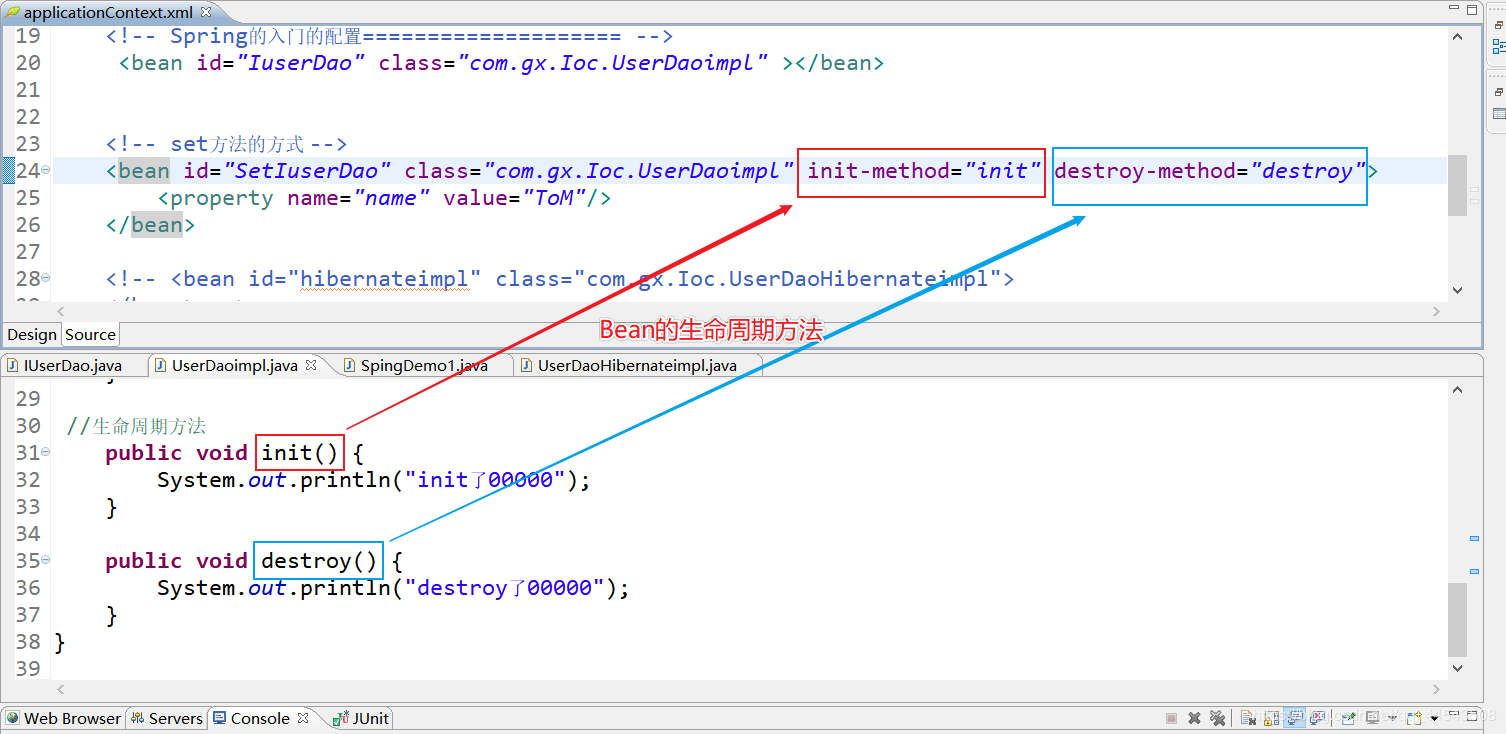 applicationContext.xml
19 <!-- Spring的入门的配置==================== -->
20 <bean id="IuserDao" class="com.gx.Ioc.UserDaoimpl" ></bean>
21
22
23 <!-- set方法的方式 -->
24 <bean id="SetIuserDao" class="com.gx.Ioc.UserDaoimpl" init-method="init" destroy-method="destroy">
25 <property name="name" value="ToM"/>
26 </bean>
27
28 <!-- <bean id="hibernateimpl" class="com.gx.Ioc.UserDaoHibernateimpl">
Bean的生命周期方法
Design Source
IUserDao.java UserDaoimpl.java SpingDemo1.java UserDaoHibernateimpl.java
29
30 //生命周期方法
31 public void init() {
32 System.out.println("init了00000");
33 }
34
35 public void destroy() {
36 System.out.println("destroy了00000");
37 }
38 }
39
Web Browser Servers Console JUnit